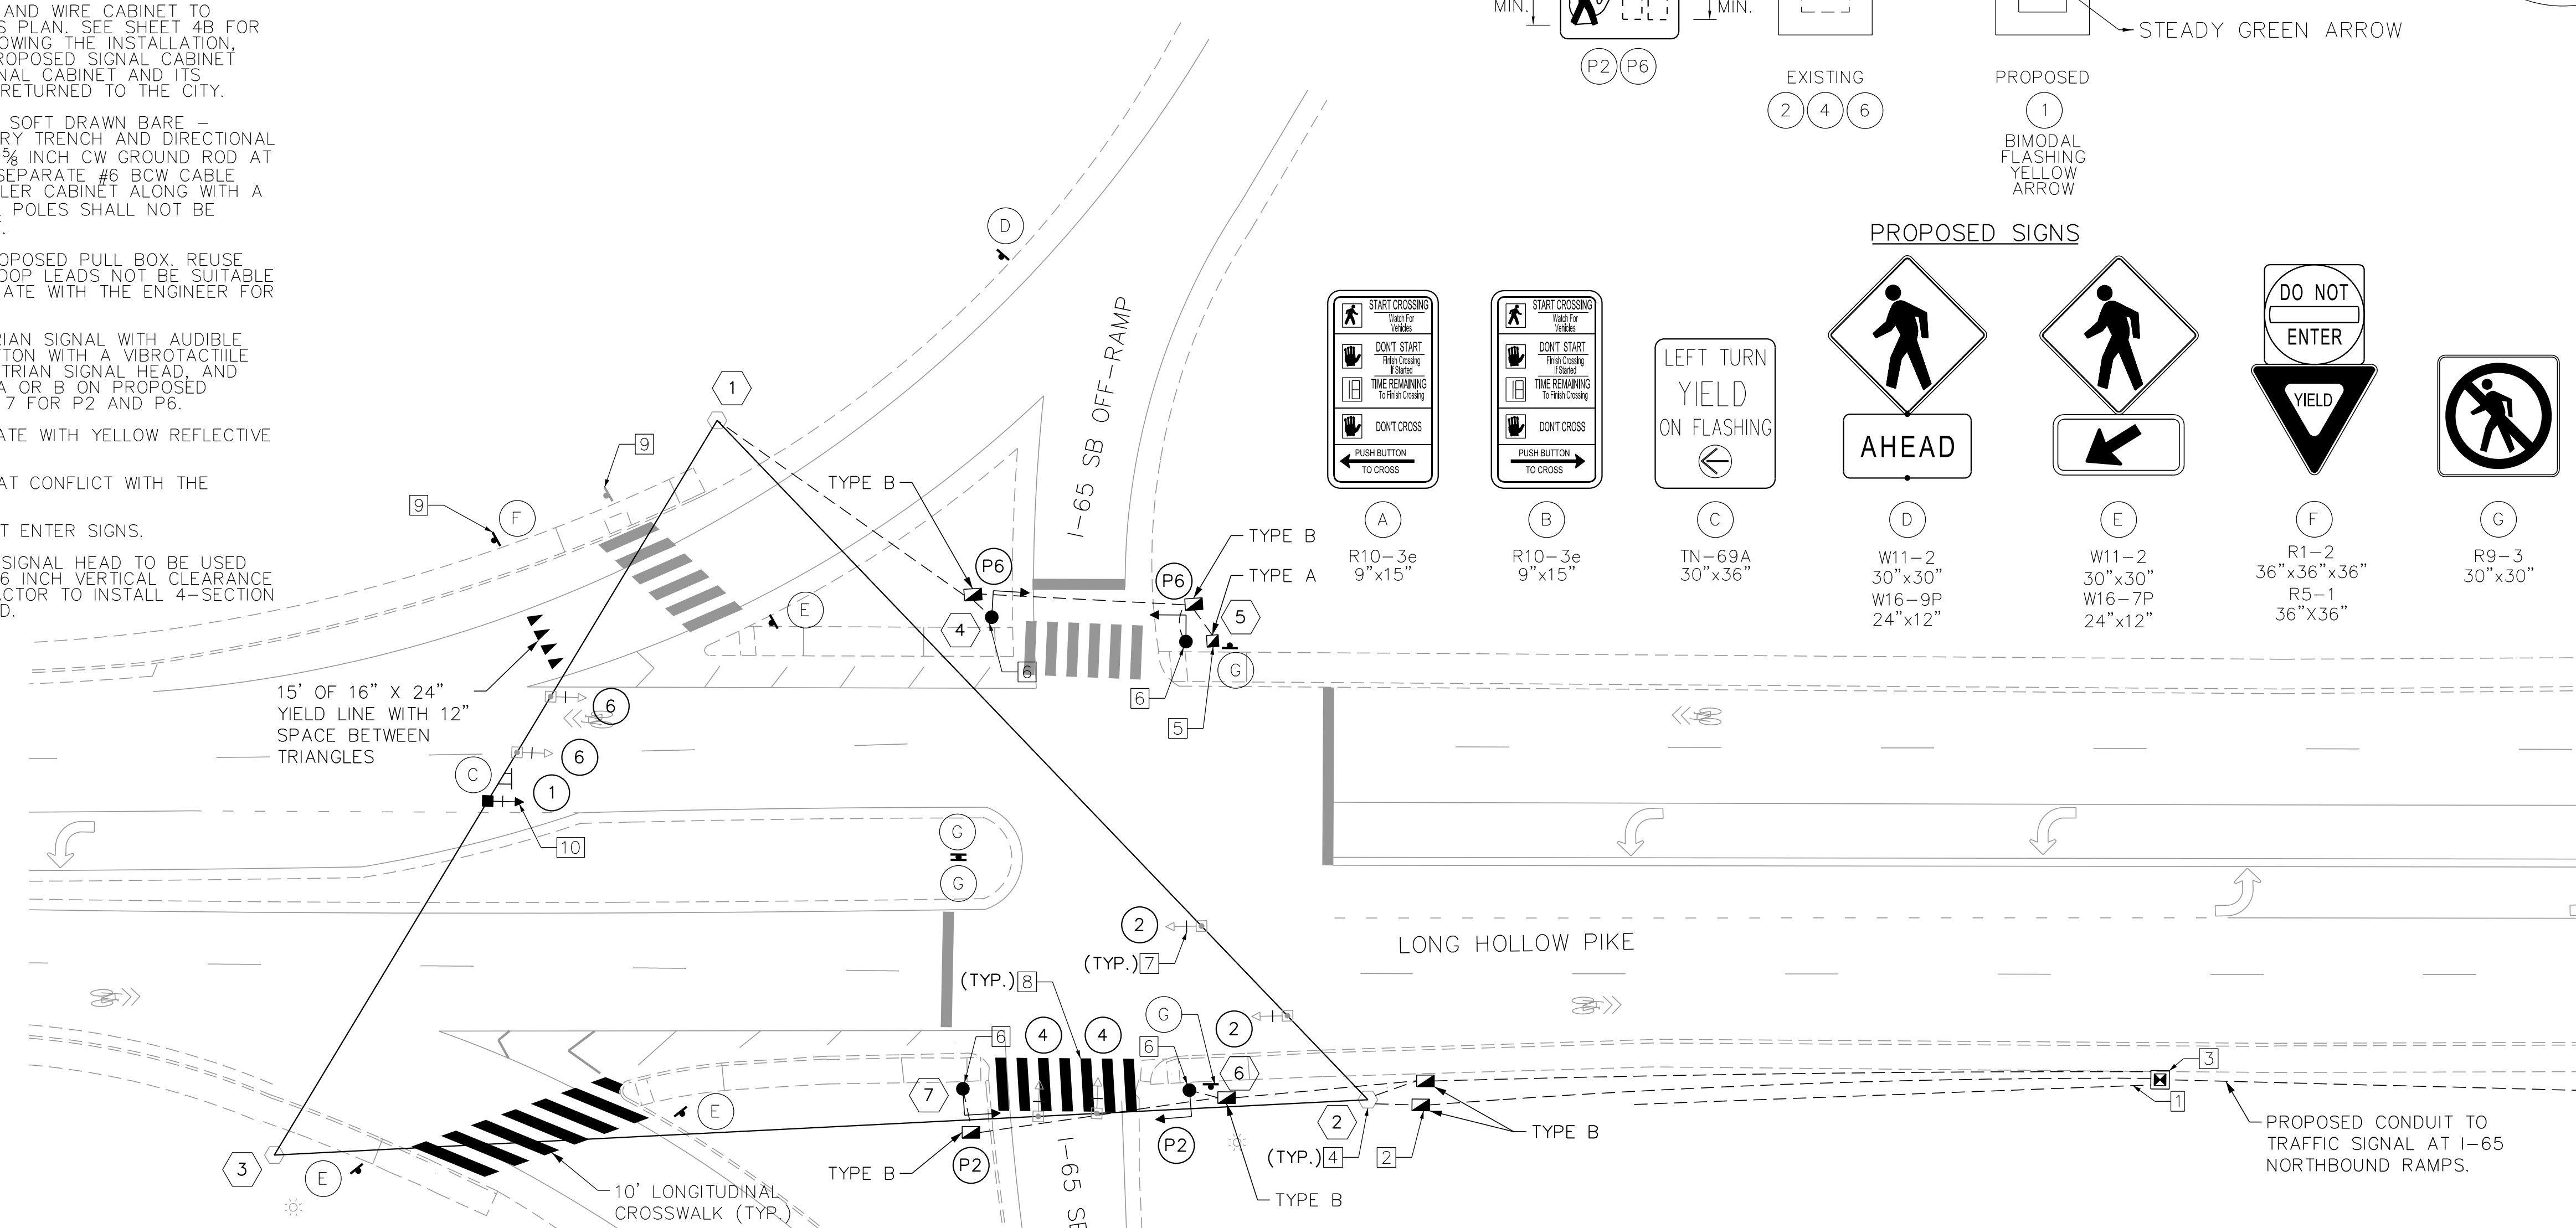 AND WIRE CABINET TO
S PLAN. SEE SHEET 4B FOR
OWING THE INSTALLATION,
ROPOSED SIGNAL CABINET
NAL CABINET AND ITS
RETURNED TO THE CITY.
SOFT DRAWN BARE –
RY TRENCH AND DIRECTIONAL
⅝ INCH CW GROUND ROD AT
SEPARATE #6 BCW CABLE
LER CABINET ALONG WITH A
POLES SHALL NOT BE
OPOSED PULL BOX. REUSE
OOP LEADS NOT BE SUITABLE
ATE WITH THE ENGINEER FOR
RIAN SIGNAL WITH AUDIBLE
TTON WITH A VIBROTACTIILE
TRIAN SIGNAL HEAD, AND
A OR B ON PROPOSED
7 FOR P2 AND P6.
ATE WITH YELLOW REFLECTIVE
AT CONFLICT WITH THE
T ENTER SIGNS.
SIGNAL HEAD TO BE USED
6 INCH VERTICAL CLEARANCE
ACTOR TO INSTALL 4-SECTION
D.
MIN.
MIN.
P2 P6
EXISTING
2 4 6
STEADY GREEN ARROW
PROPOSED
1
BIMODAL
FLASHING
YELLOW
ARROW
PROPOSED SIGNS
START CROSSING
Watch For
Vehicles
DON'T START
Finish Crossing
If Started
TIME REMAINING
To Finish Crossing
DON'T CROSS
PUSH BUTTON
TO CROSS
A
R10-3e
9"x15"
START CROSSING
Watch For
Vehicles
DON'T START
Finish Crossing
If Started
TIME REMAINING
To Finish Crossing
DON'T CROSS
PUSH BUTTON
TO CROSS
B
R10-3e
9"x15"
LEFT TURN
YIELD
ON FLASHING
C
TN-69A
30"x36"
AHEAD
D
W11-2
30"x30"
W16-9P
24"x12"
E
W11-2
30"x30"
W16-7P
24"x12"
DO NOT
ENTER
YIELD
F
R1-2
36"x36"x36"
R5-1
36"X36"
G
R9-3
30"x30"
D
I-65 SB OFF-RAMP
1
9
9
F
TYPE B
P6
4
6
E
P6
TYPE B
TYPE A
5
G
6
5
15' OF 16" X 24"
YIELD LINE WITH 12"
SPACE BETWEEN
TRIANGLES
6
6
C
1
10
G
G
2
(TYP.) 7
LONG HOLLOW PIKE
(TYP.) 8
G
2
6
4
4
6
6
7
P2
P2
TYPE B
TYPE B
2
(TYP.) 4
2
TYPE B
3
1
PROPOSED CONDUIT TO
TRAFFIC SIGNAL AT I-65
NORTHBOUND RAMPS.
E
3
E
10' LONGITUDINAL
CROSSWALK (TYP.)
I-65